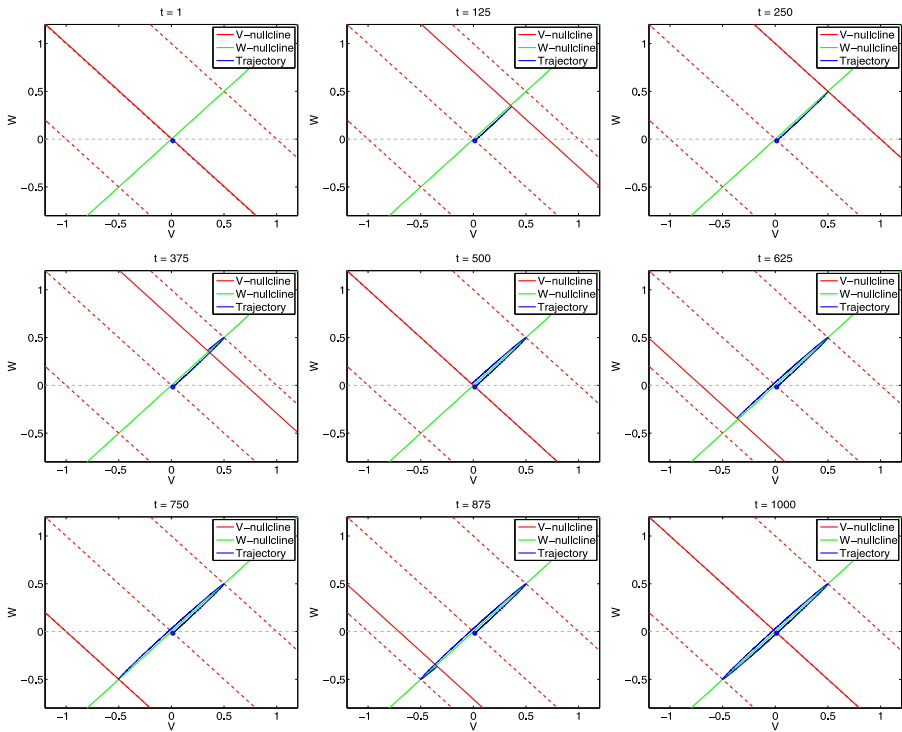 t = 1
1
0.5
0
−0.5
−1
−0.5
0
0.5
1
V
W
V−nullcline
W−nullcline
Trajectory
t = 125
1
0.5
0
−0.5
−1
−0.5
0
0.5
1
V
W
V−nullcline
W−nullcline
Trajectory
t = 250
1
0.5
0
−0.5
−1
−0.5
0
0.5
1
V
W
V−nullcline
W−nullcline
Trajectory
t = 375
1
0.5
0
−0.5
−1
−0.5
0
0.5
1
V
W
V−nullcline
W−nullcline
Trajectory
t = 500
1
0.5
0
−0.5
−1
−0.5
0
0.5
1
V
W
V−nullcline
W−nullcline
Trajectory
t = 625
1
0.5
0
−0.5
−1
−0.5
0
0.5
1
V
W
V−nullcline
W−nullcline
Trajectory
t = 750
1
0.5
0
−0.5
−1
−0.5
0
0.5
1
V
W
V−nullcline
W−nullcline
Trajectory
t = 875
1
0.5
0
−0.5
−1
−0.5
0
0.5
1
V
W
V−nullcline
W−nullcline
Trajectory
t = 1000
1
0.5
0
−0.5
−1
−0.5
0
0.5
1
V
W
V−nullcline
W−nullcline
Trajectory